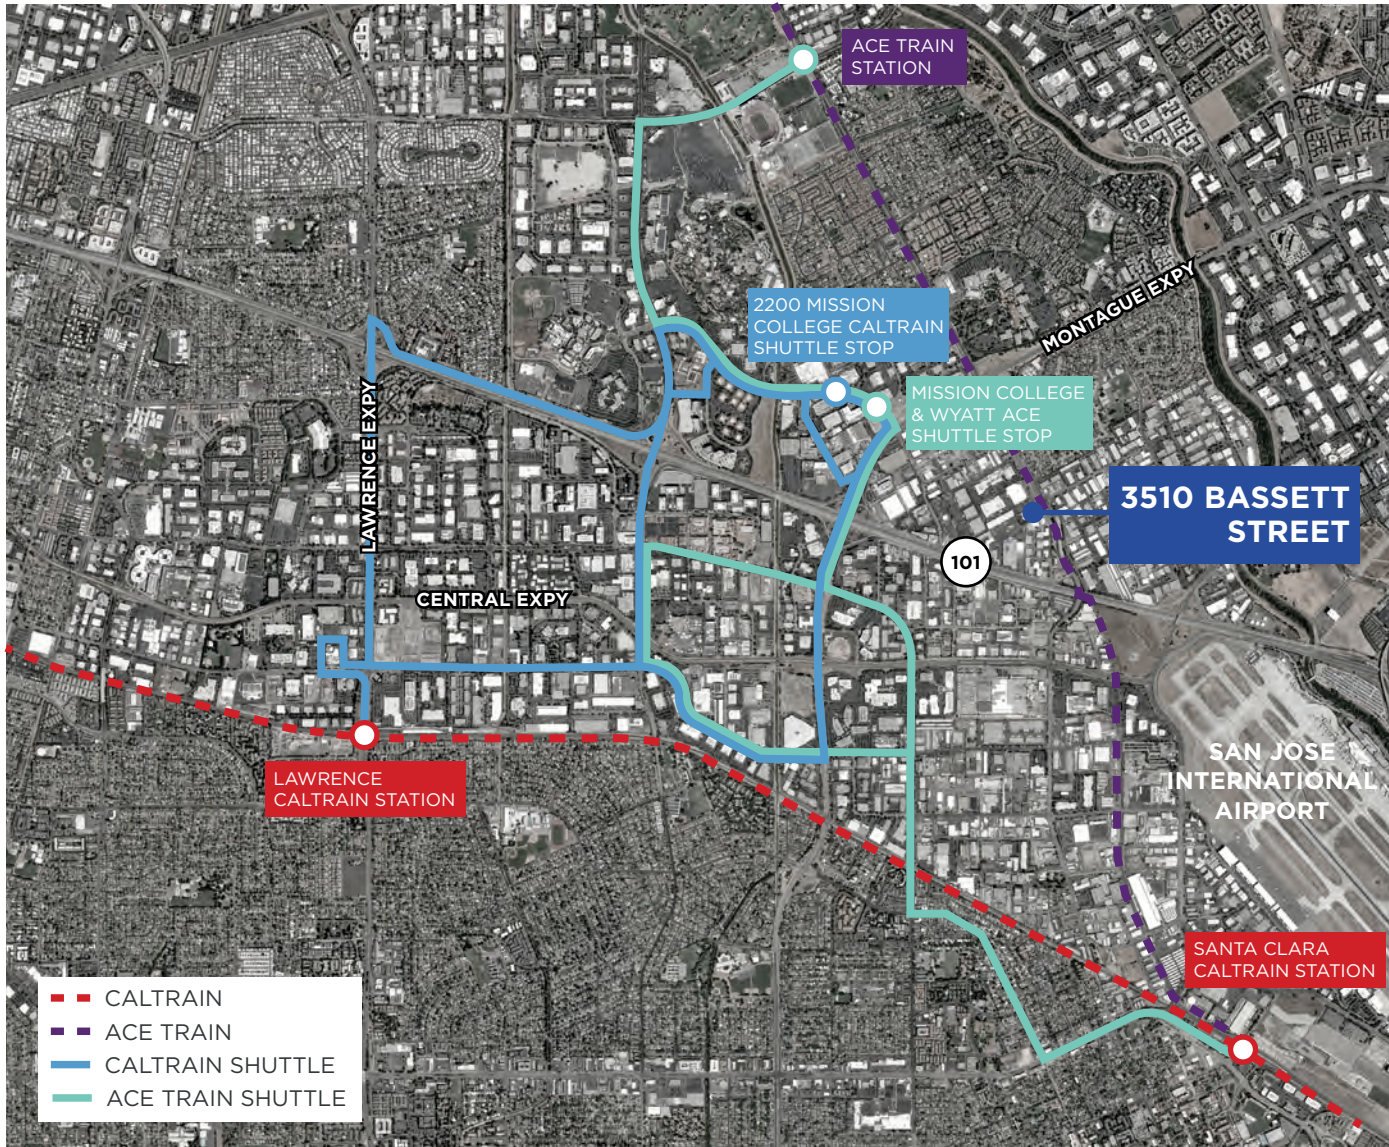 ACE TRAIN
STATION
2200 MISSION
COLLEGE CALTRAIN
SHUTTLE STOP
MONTAGUE EXPY
MISSION COLLEGE
& WYATT ACE
SHUTTLE STOP
LAWRENCE EXPY
3510 BASSETT
STREET
101
CENTRAL EXPY
SAN JOSE
INTERNATIONAL
AIRPORT
LAWRENCE
CALTRAIN STATION
SANTA CLARA
CALTRAIN STATION
CALTRAIN
ACE TRAIN
CALTRAIN SHUTTLE
ACE TRAIN SHUTTLE